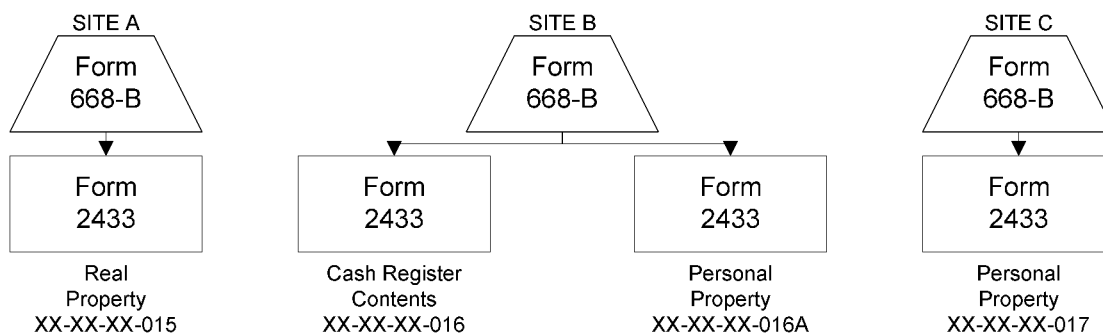 SITE A
Form
668-B
Form
2433
Real
Property
XX-XX-XX-015
SITE B
Form
668-B
Form
2433
Cash Register
Contents
XX-XX-XX-016
Form
2433
Personal
Property
XX-XX-XX-016A
SITE C
Form
668-B
Form
2433
Personal
Property
XX-XX-XX-017